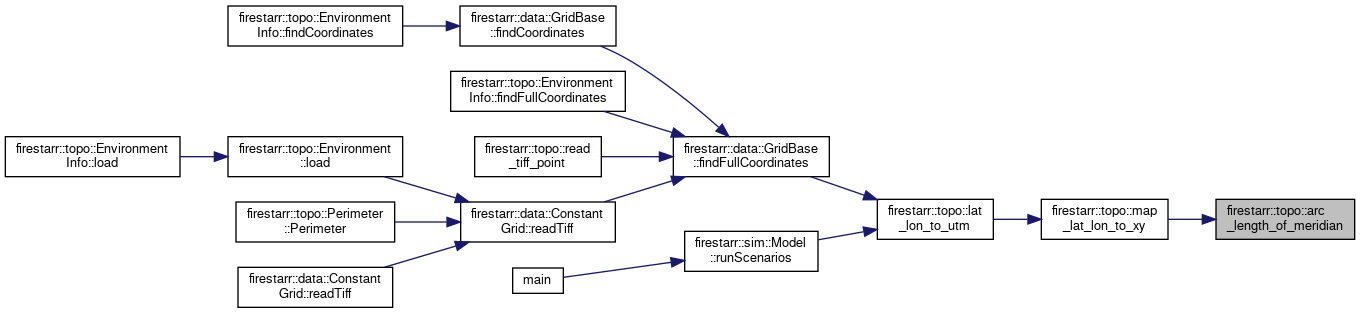 firestarr::topo::Environment
Info::findCoordinates
firestarr::data::GridBase
::findCoordinates
firestarr::topo::Environment
Info::findFullCoordinates
firestarr::topo::Environment
Info::load
firestarr::topo::Environment
::load
firestarr::topo::read
_tiff_point
firestarr::data::GridBase
::findFullCoordinates
firestarr::topo::Perimeter
::Perimeter
firestarr::data::Constant
Grid::readTiff
firestarr::topo::lat
_lon_to_utm
firestarr::topo::map
_lat_lon_to_xy
firestarr::topo::arc
_length_of_meridian
firestarr::sim::Model
::runScenarios
firestarr::data::Constant
Grid::readTiff
main